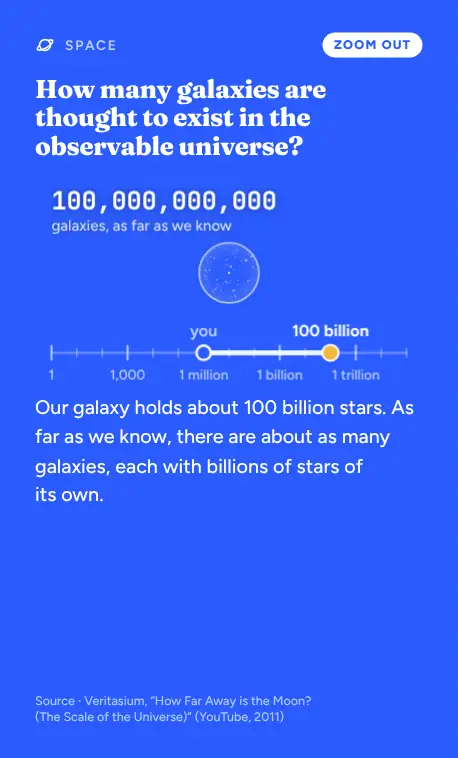 SPACE
ZOOM OUT
How many galaxies are
thought to exist in the
observable universe?
100,000,000,000
galaxies, as far as we know
you
100 billion
1
1,000
1 million
1 billion
1 trillion
Our galaxy holds about 100 billion stars. As
far as we know, there are about as many
galaxies, each with billions of stars of
its own.
Source · Veritasium, “How Far Away is the Moon?
(The Scale of the Universe)” (YouTube, 2011)